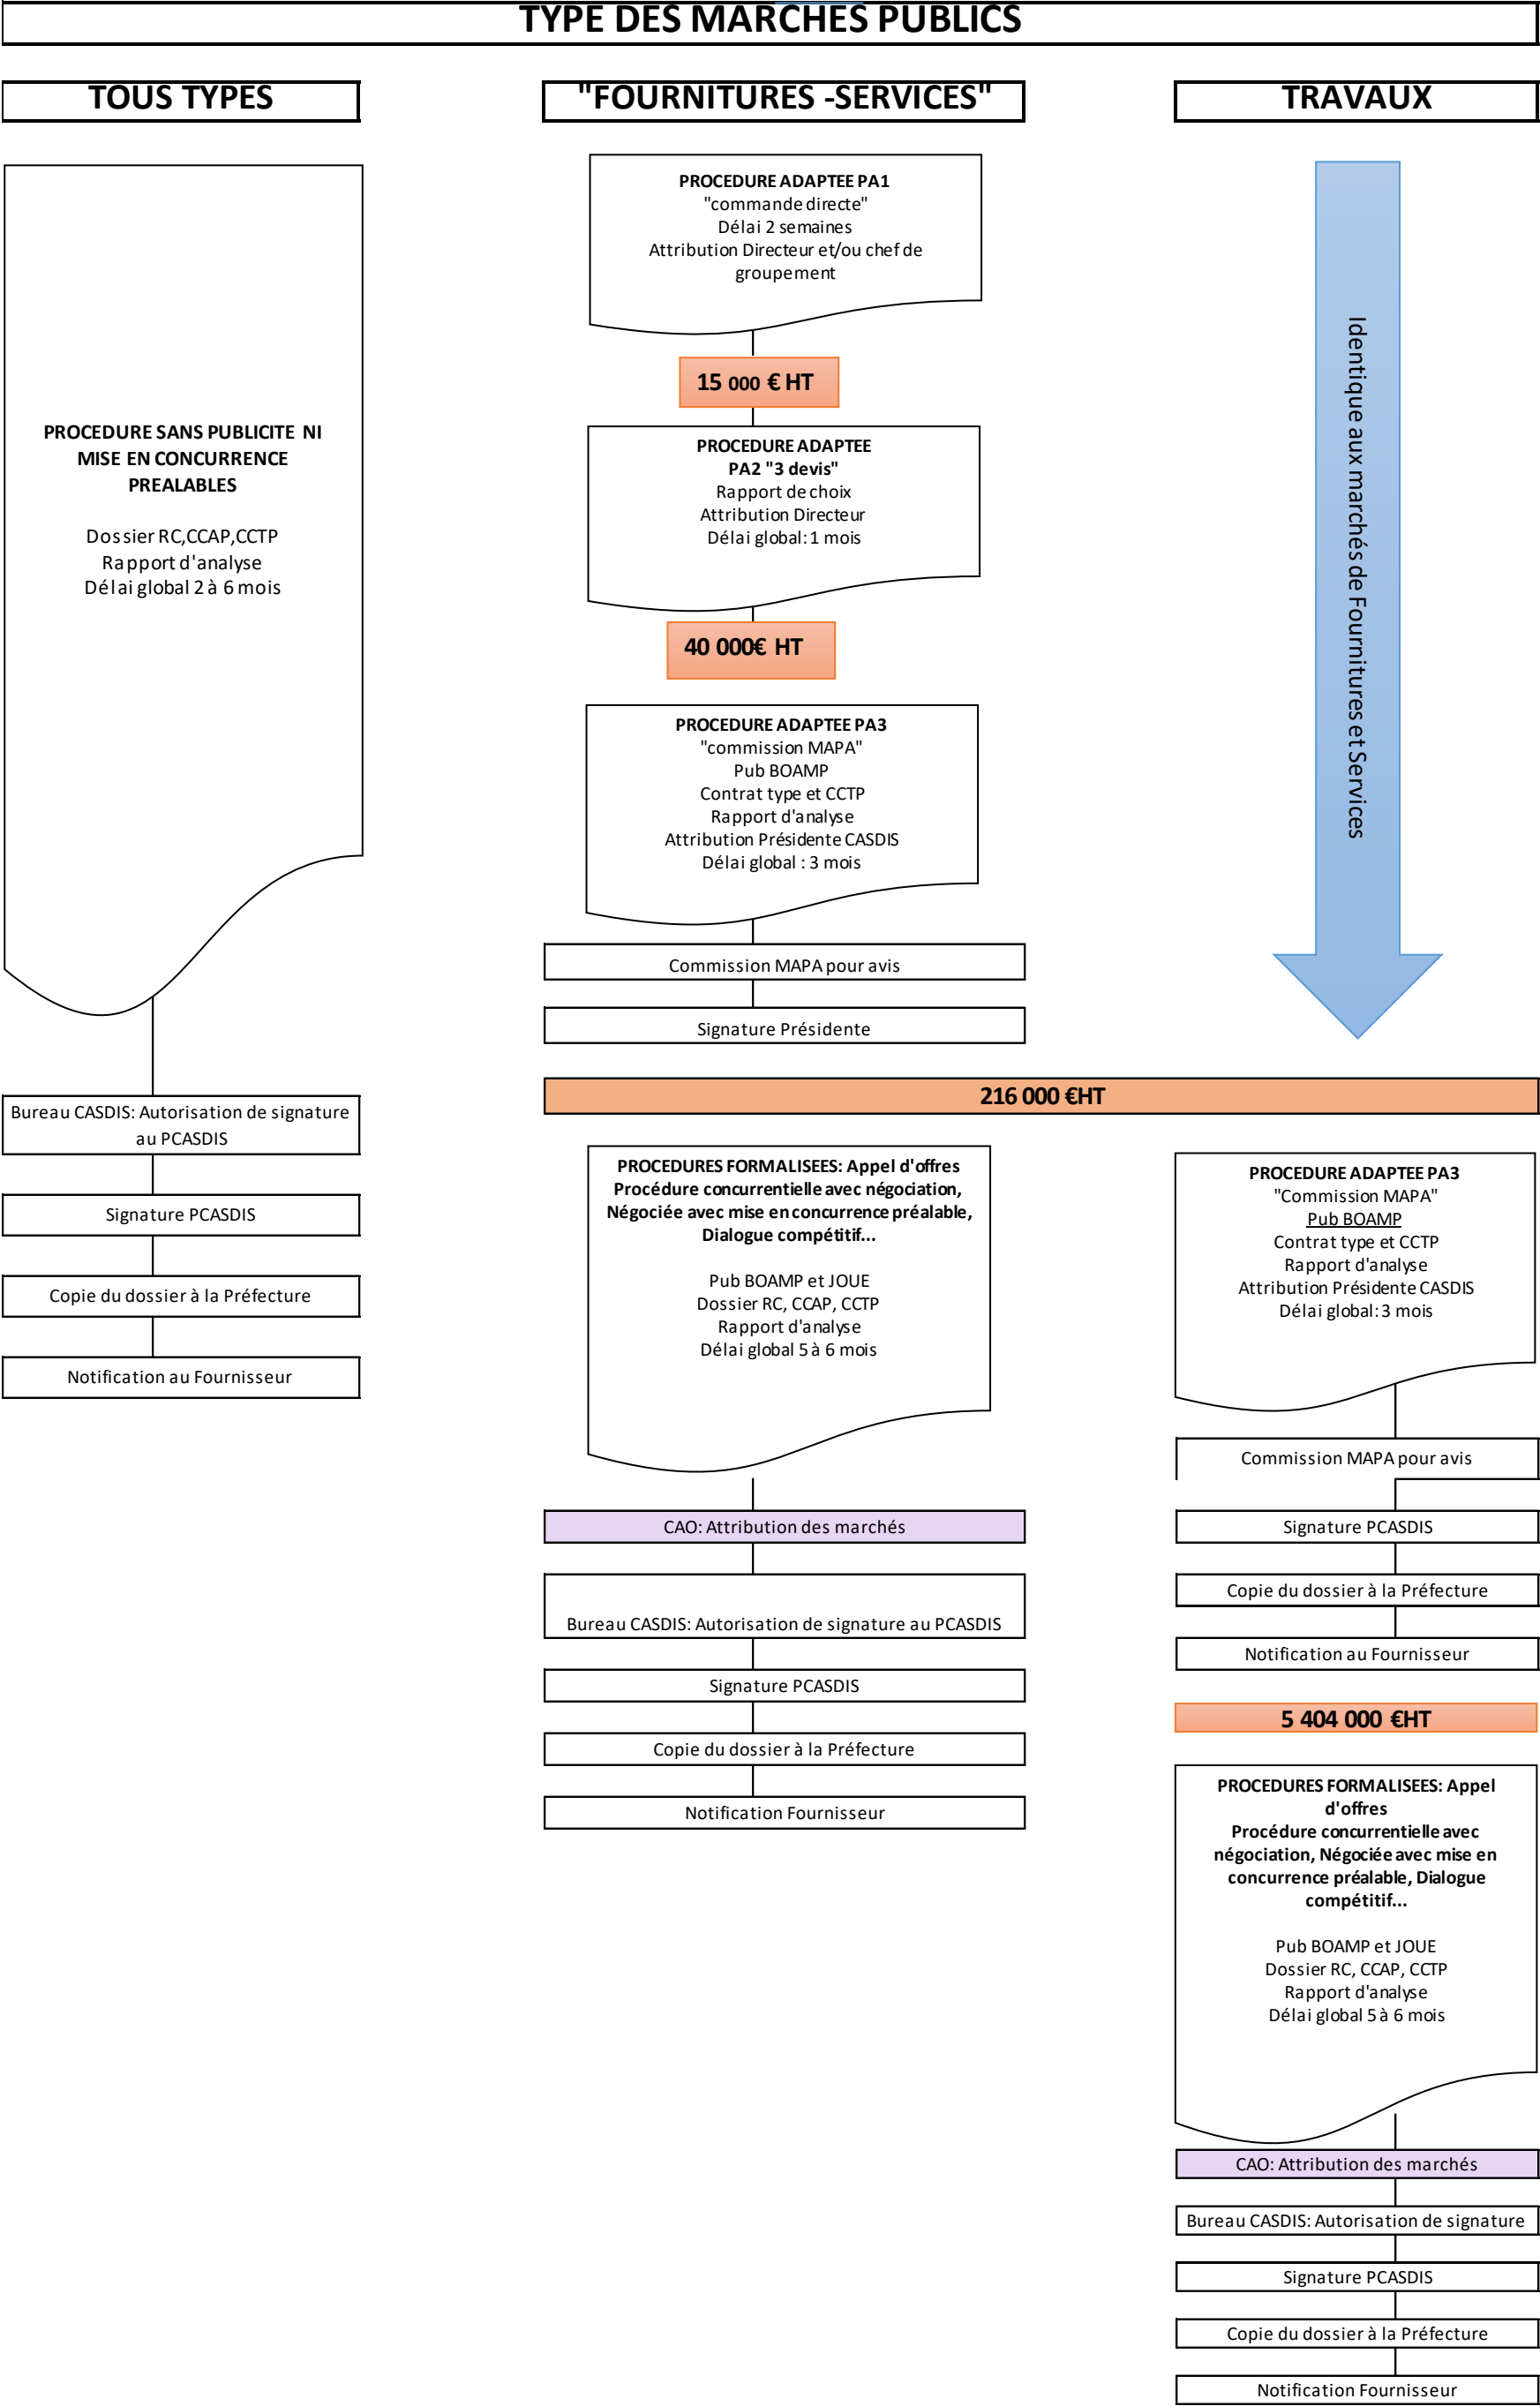 TYPE DES MARCHES PUBLICS
TOUS TYPES
PROCEDURE SANS PUBLICITE NI
MISE EN CONCURRENCE
PREALABLES
Dossier RC,CCAP,CCTP
Rapport d'analyse
Délai global 2 à 6 mois
Bureau CASDIS: Autorisation de signature
au PCASDIS
Signature PCASDIS
Copie du dossier à la Préfecture
Notification au Fournisseur
"FOURNITURES -SERVICES"
PROCEDURE ADAPTEE PA1
"commande directe"
Délai 2 semaines
Attribution Directeur et/ou chef de
groupement
15 000 € HT
PROCEDURE ADAPTEE
PA2 "3 devis"
Rapport de choix
Attribution Directeur
Délai global: 1 mois
40 000€ HT
PROCEDURE ADAPTEE PA3
"commission MAPA"
Pub BOAMP
Contrat type et CCTP
Rapport d'analyse
Attribution Présidente CASDIS
Délai global : 3 mois
Commission MAPA pour avis
Signature Présidente
TRAVAUX
Identique aux marchés de Fournitures et Services
216 000 €HT
PROCEDURES FORMALISEES: Appel d'offres
Procédure concurrentielle avec négociation,
Négociée avec mise en concurrence préalable,
Dialogue compétitif...
Pub BOAMP et JOUE
Dossier RC, CCAP, CCTP
Rapport d'analyse
Délai global 5 à 6 mois
CAO: Attribution des marchés
Bureau CASDIS: Autorisation de signature au PCASDIS
Signature PCASDIS
Copie du dossier à la Préfecture
Notification Fournisseur
PROCEDURE ADAPTEE PA3
"Commission MAPA"
Pub BOAMP
Contrat type et CCTP
Rapport d'analyse
Attribution Présidente CASDIS
Délai global: 3 mois
Commission MAPA pour avis
Signature PCASDIS
Copie du dossier à la Préfecture
Notification au Fournisseur
5 404 000 €HT
PROCEDURES FORMALISEES: Appel
d'offres
Procédure concurrentielle avec
négociation, Négociée avec mise en
concurrence préalable, Dialogue
compétitif...
Pub BOAMP et JOUE
Dossier RC, CCAP, CCTP
Rapport d'analyse
Délai global 5 à 6 mois
CAO: Attribution des marchés
Bureau CASDIS: Autorisation de signature
Signature PCASDIS
Copie du dossier à la Préfecture
Notification Fournisseur